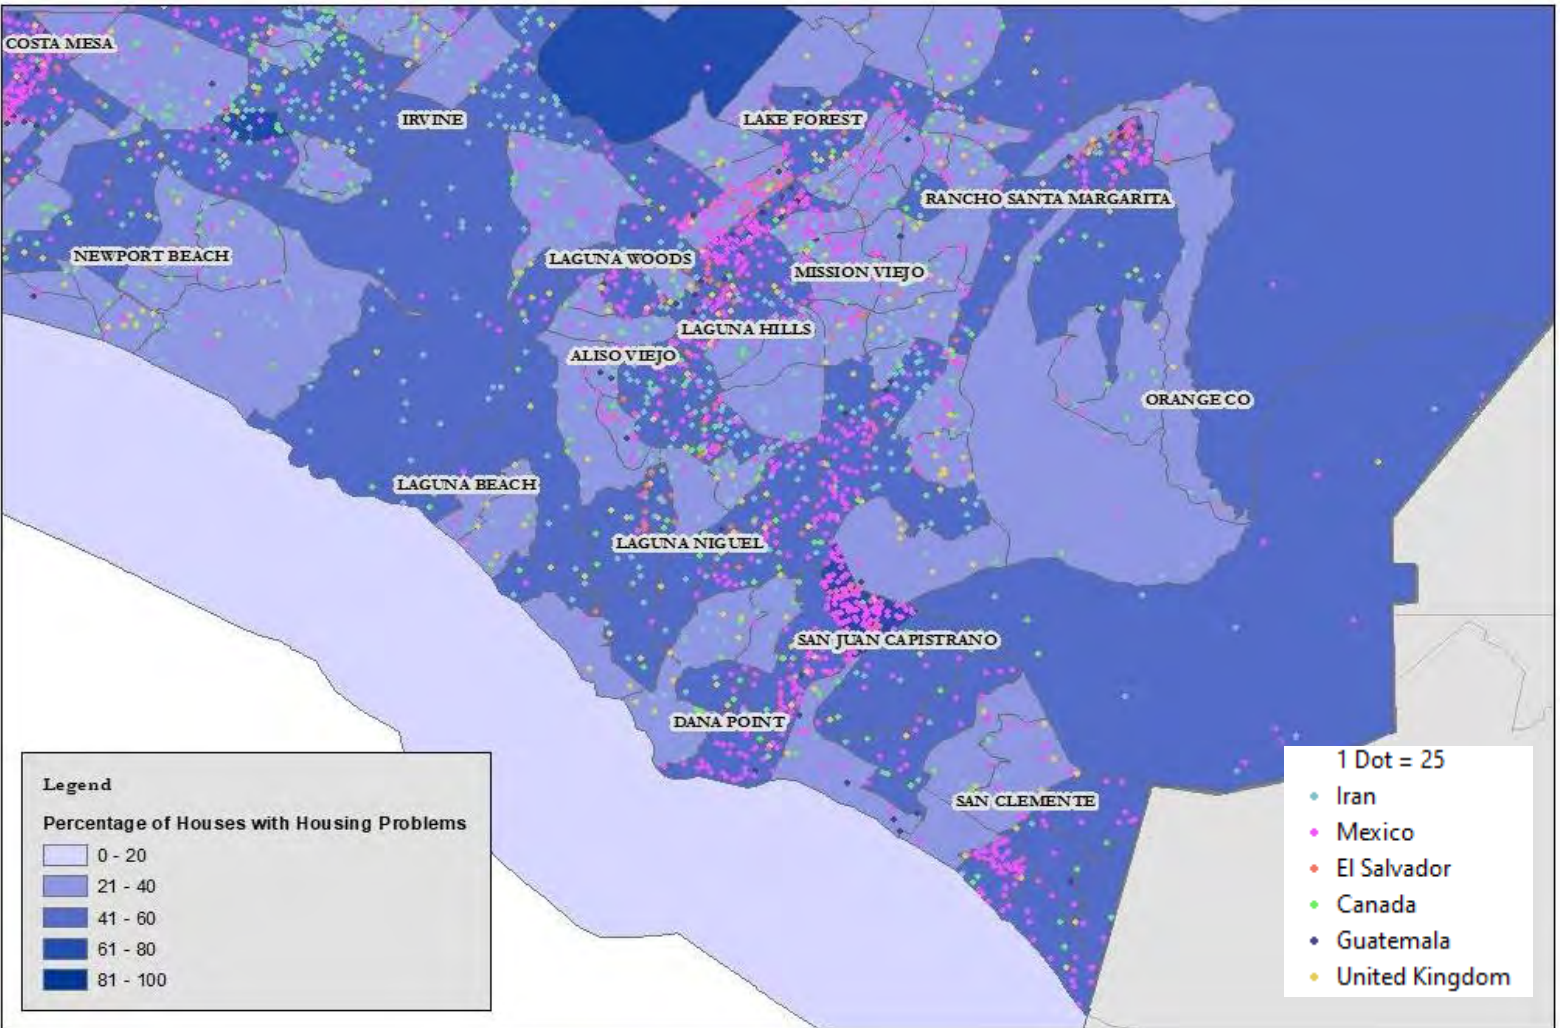 COSTA MESA
IRVINE
LAKE FOREST
RANCHO SANTA MARGARITA
NEWPORT BEACH
LAGUNA WOODS
MISSION VIEJO
LAGUNA HILLS
ALISO VIEJO
ORANGE CO
LAGUNA BEACH
LAGUNA NIGUEL
SAN JUAN CAPISTRANO
DANA POINT
SAN CLEMENTE
Legend
Percentage of Houses with Housing Problems
0 - 20
21 - 40
41 - 60
61 - 80
81 - 100
1 Dot = 25
Iran
Mexico
El Salvador
Canada
Guatemala
United Kingdom